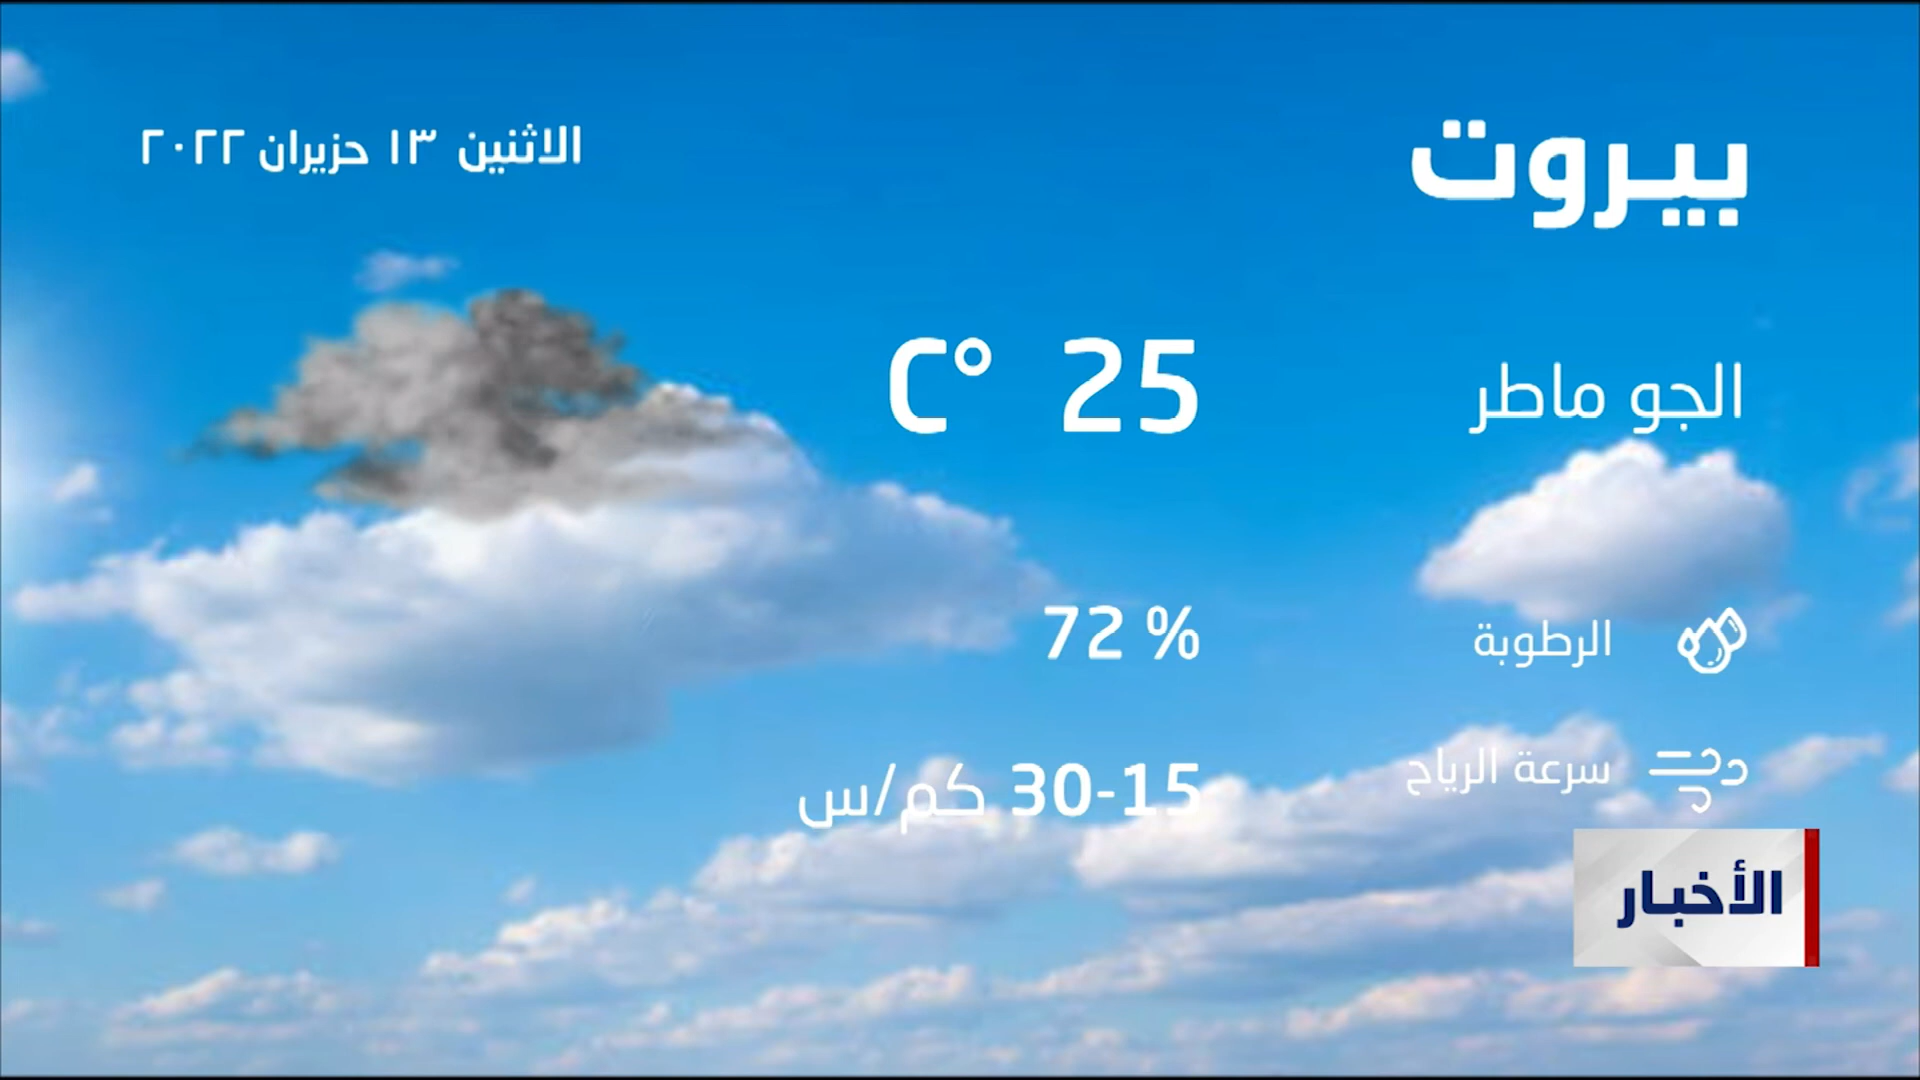 بيروت
الاثنين ١٣ حزيران ٢٠٢٢
الجو ماطر
25 °C
الرطوبة
72 %
سرعة الرياح
30-15 كم/س
الأخبار